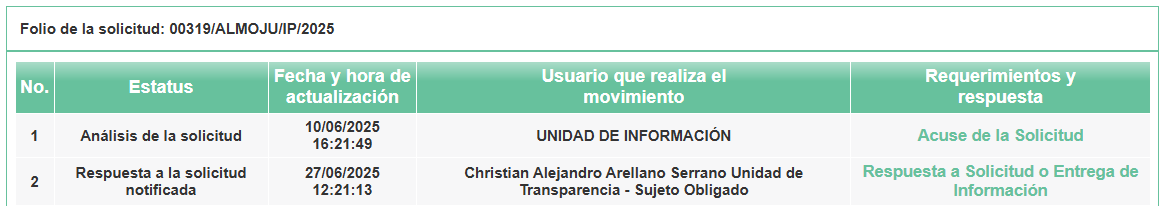 Folio de la solicitud: 00319/ALMOJU/IP/2025
No.
Estatus
Fecha y hora de
actualización
Usuario que realiza el
movimiento
Requerimientos y
respuesta
1
Análisis de la solicitud
10/06/2025
16:21:49
UNIDAD DE INFORMACIÓN
Acuse de la Solicitud
2
Respuesta a la solicitud
notificada
27/06/2025
12:21:13
Christian Alejandro Arellano Serrano Unidad de
Transparencia - Sujeto Obligado
Respuesta a Solicitud o Entrega de
Información